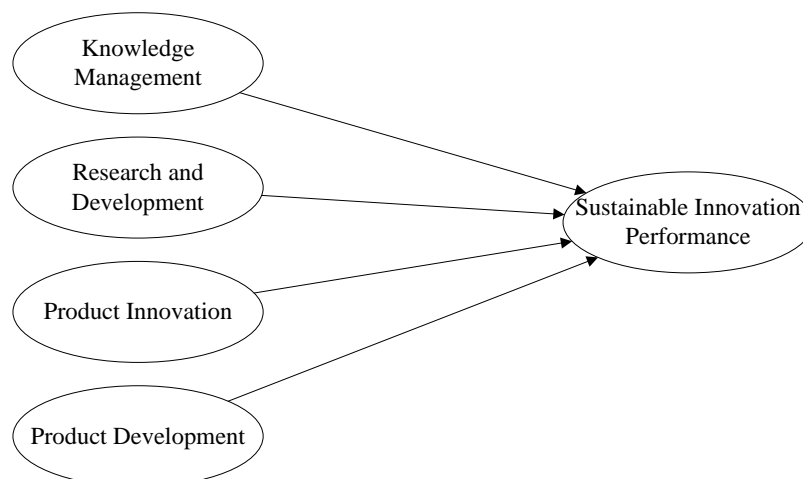 Knowledge
Management
Research and
Development
Sustainable Innovation
Performance
Product Innovation
Product Development